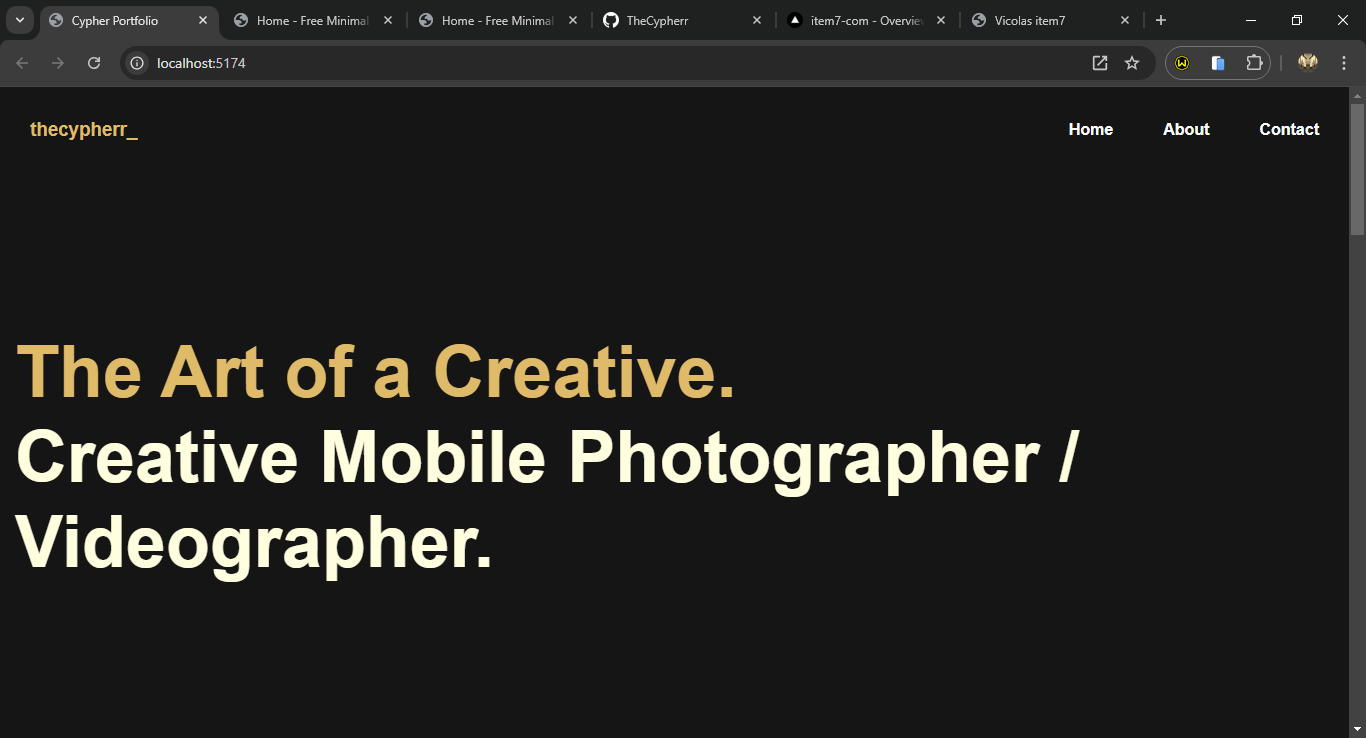 Cypher Portfolio
Home - Free Minimal
Home - Free Minimal
TheCypherr
item7-com - Overview
Vicolas item7
localhost:5174
thecypherr_
Home
About
Contact
The Art of a Creative.
Creative Mobile Photographer /
Videographer.